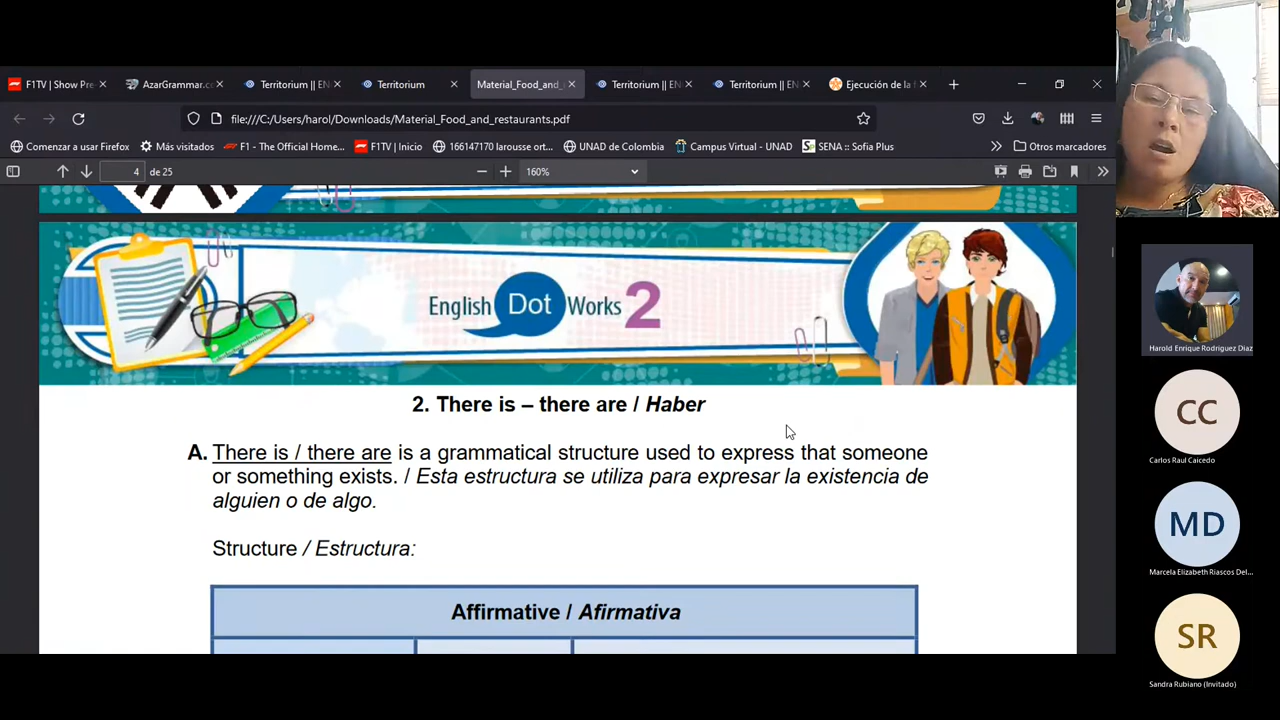 F1TV | Show Pre-
AzarGrammar.c
Territorium || EN
Territorium
Material_Food_and_
Territorium || EN
Territorium || EN
Ejecución de la f
file:///C:/Users/harol/Downloads/Material_Food_and_restaurants.pdf
Comenzar a usar Firefox
Más visitados
F1 - The Official Home...
F1TV | Inicio
166147170 larousse ort...
UNAD de Colombia
Campus Virtual - UNAD
SENA :: Sofia Plus
Otros marcadores
4 de 25
160%
English Dot Works 2
2. There is – there are / Haber
A. There is / there are is a grammatical structure used to express that someone
or something exists. / Esta estructura se utiliza para expresar la existencia de
alguien o de algo.
Structure / Estructura:
Affirmative / Afirmativa
Harold Enrique Rodriguez Diaz
CC
Carlos Raul Caicedo
MD
Marcela Elizabeth Riascos Del...
SR
Sandra Rubiano (Invitado)